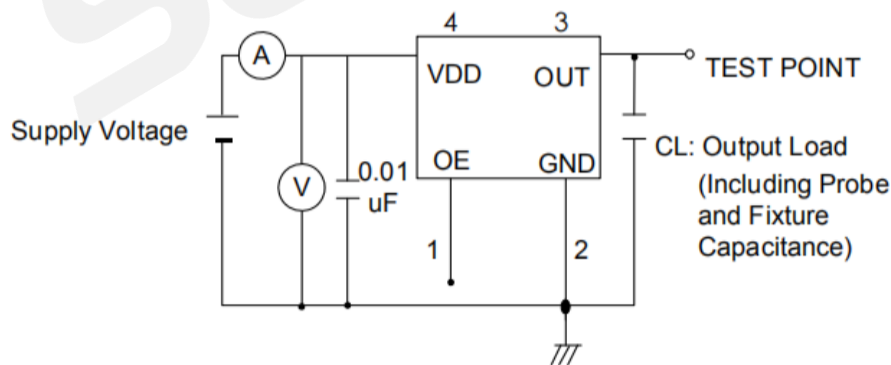 4 3
A
VDD OUT
TEST POINT
Supply Voltage
OE GND
V
0.01
uF
CL: Output Load
(Including Probe
and Fixture
Capacitance)
1 2